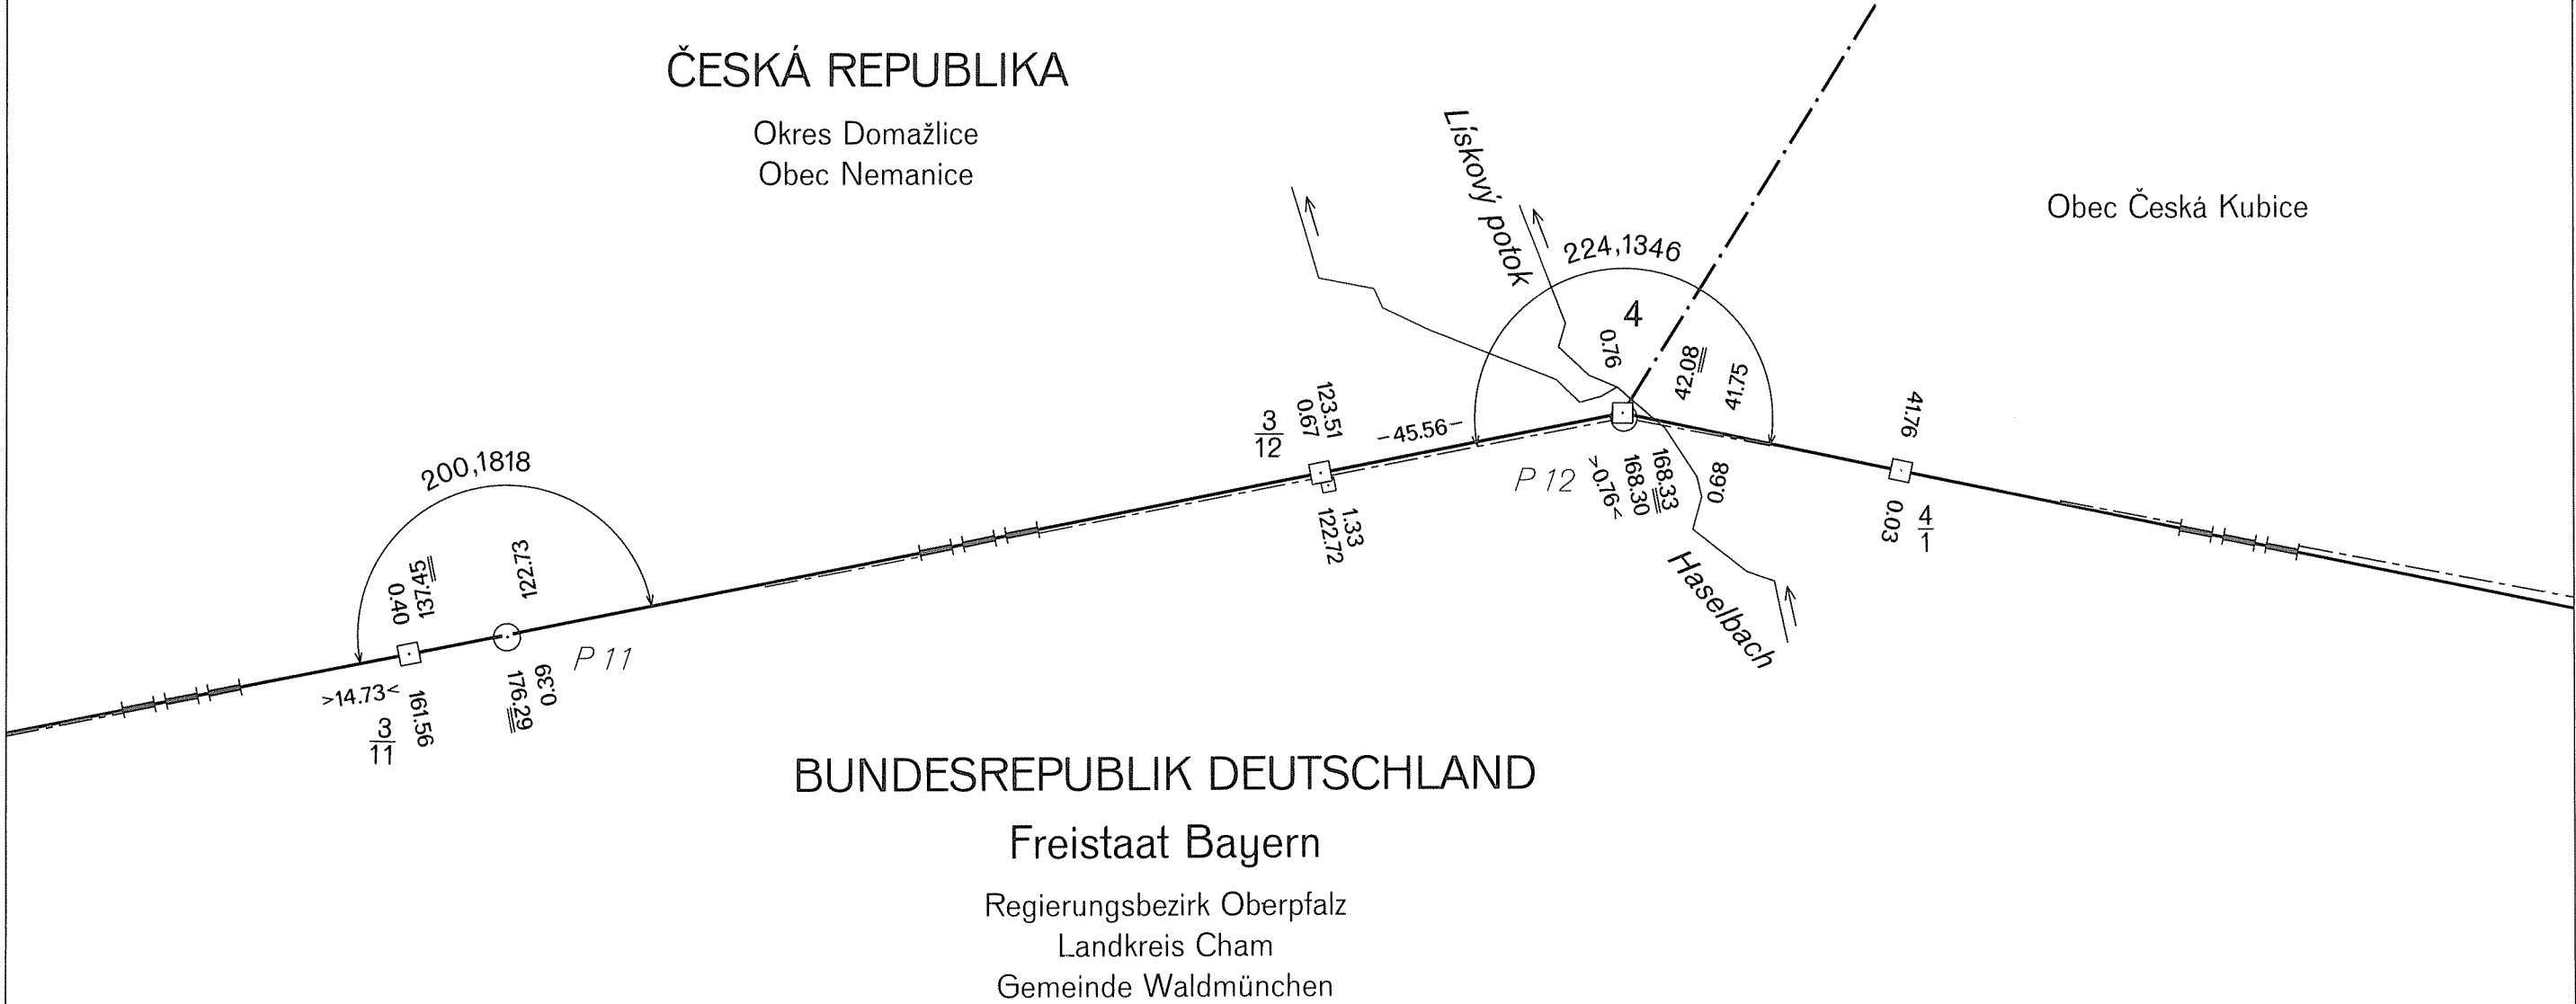 ČESKÁ REPUBLIKA
Okres Domažlice
Obec Nemanice
Obec Česká Kubice
Lískový potok
224,1346
4
0.76
42.08
41.75
41.76
123.51
0.67
3
12
-45.56-
P 12
>0.76<
168.30
168.33
0.68
0.03
4
1
1.33
122.72
Haselbach
200,1818
0.40
137.45
122.73
P 11
>14.73<
3
11
161.56
176.29
0.39
BUNDESREPUBLIK DEUTSCHLAND
Freistaat Bayern
Regierungsbezirk Oberpfalz
Landkreis Cham
Gemeinde Waldmünchen